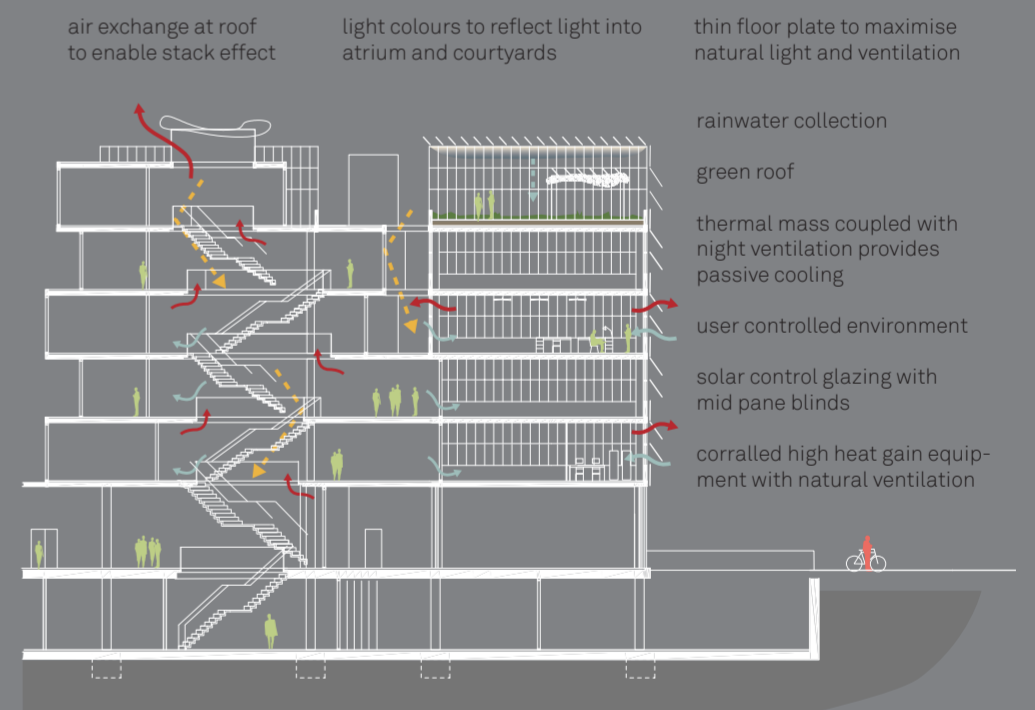 air exchange at roof
to enable stack effect
light colours to reflect light into
atrium and courtyards
thin floor plate to maximise
natural light and ventilation
rainwater collection
green roof
thermal mass coupled with
night ventilation provides
passive cooling
user controlled environment
solar control glazing with
mid pane blinds
corralled high heat gain equip-
ment with natural ventilation